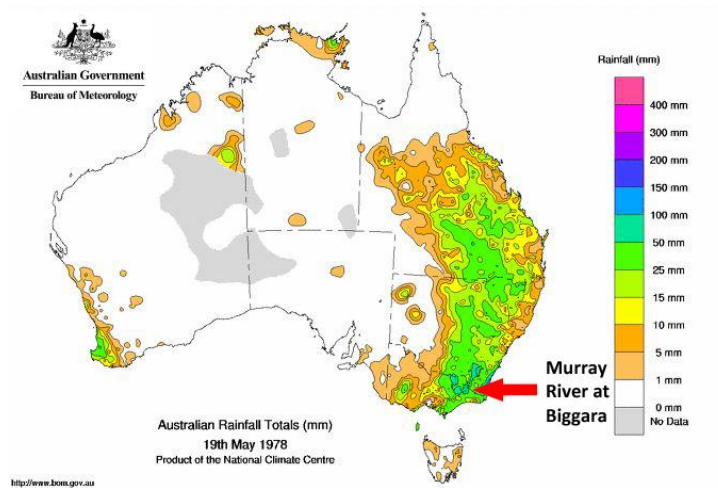 Australian Government
Bureau of Meteorology
Rainfall (mm)
400 mm
300 mm
200 mm
150 mm
100 mm
50 mm
25 mm
15 mm
10 mm
5 mm
1 mm
0 mm
No Data
Murray
River at
Biggara
Australian Rainfall Totals (mm)
19th May 1978
Product of the National Climate Centre
http://www.bom.gov.au